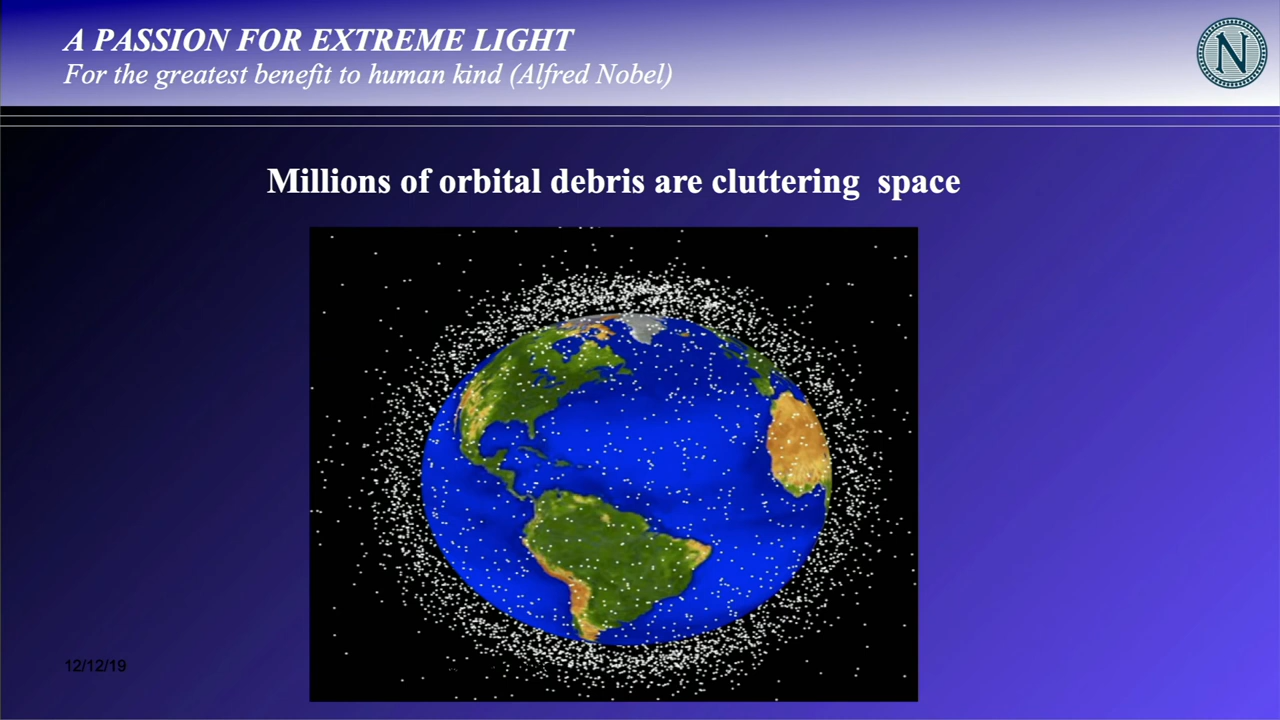 A PASSION FOR EXTREME LIGHT
For the greatest benefit to human kind (Alfred Nobel)
N
Millions of orbital debris are cluttering  space
12/12/19